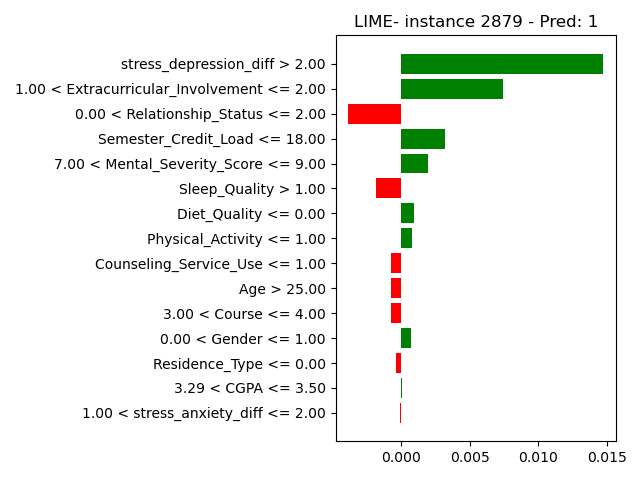 LIME- instance 2879 - Pred: 1
stress_depression_diff > 2.00
1.00 < Extracurricular_Involvement <= 2.00
0.00 < Relationship_Status <= 2.00
Semester_Credit_Load <= 18.00
7.00 < Mental_Severity_Score <= 9.00
Sleep_Quality > 1.00
Diet_Quality <= 0.00
Physical_Activity <= 1.00
Counseling_Service_Use <= 1.00
Age > 25.00
3.00 < Course <= 4.00
0.00 < Gender <= 1.00
Residence_Type <= 0.00
3.29 < CGPA <= 3.50
1.00 < stress_anxiety_diff <= 2.00
0.000 0.005 0.010 0.015